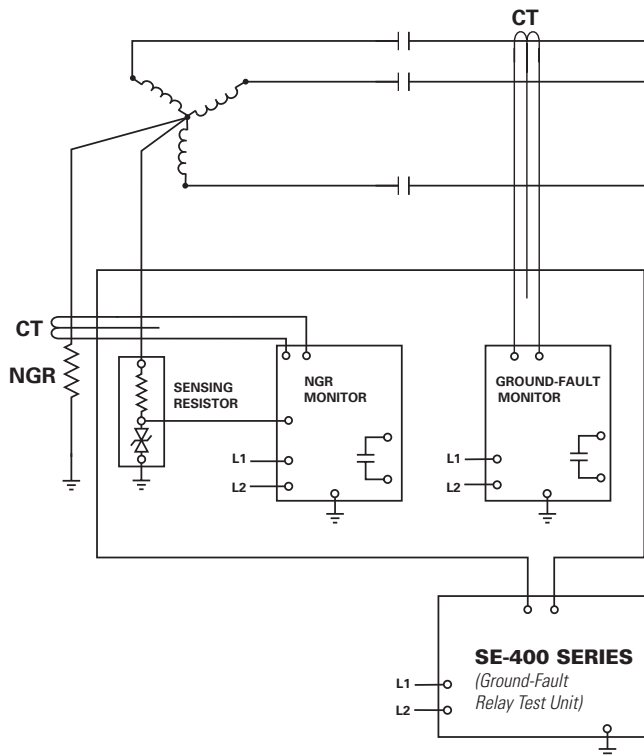 CT
CT
NGR
SENSING
RESISTOR
NGR
MONITOR
L1
L2
GROUND-FAULT
MONITOR
L1
L2
SE-400 SERIES
(Ground-Fault
Relay Test Unit)
L1
L2